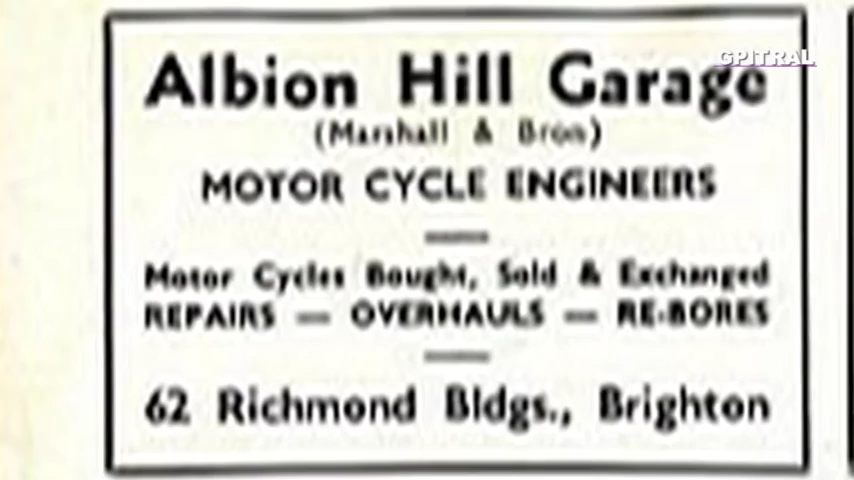 GPITRAL
Albion Hill Garage
(Marshall & Bron)
MOTOR CYCLE ENGINEERS
Motor Cycles Bought, Sold & Exchanged
REPAIRS — OVERHAULS — RE-BORES
62 Richmond Bldgs., Brighton